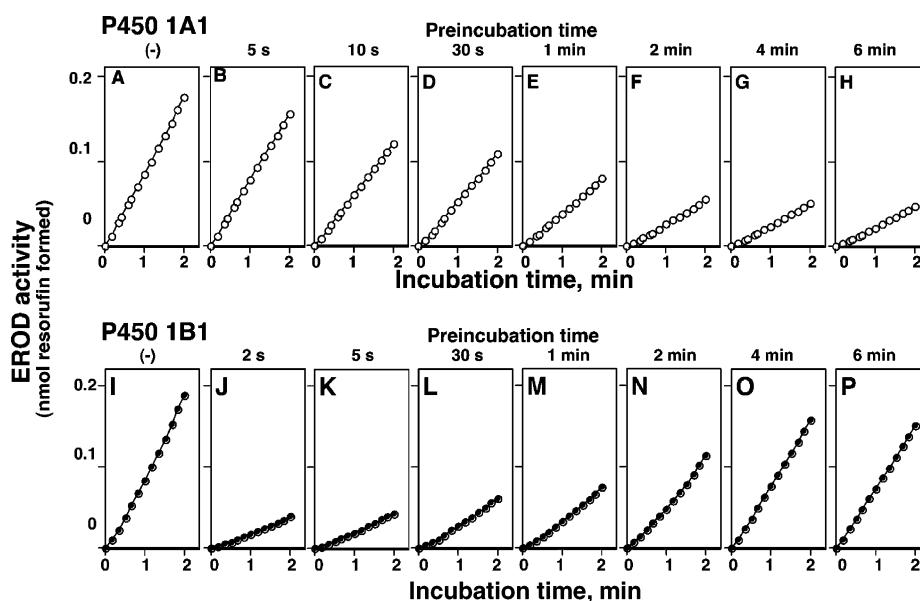 P450 1A1
Preincubation time
(-) 5 s 10 s 30 s 1 min 2 min 4 min 6 min
A B C D E F G H
0.2
0.1
0
0 1 2 0 1 2 0 1 2 0 1 2 0 1 2 0 1 2 0 1 2 0 1 2
Incubation time, min
EROD activity
(nmol resorufin formed)
P450 1B1
Preincubation time
(-) 2 s 5 s 30 s 1 min 2 min 4 min 6 min
I J K L M N O P
0.2
0.1
0
0 1 2 0 1 2 0 1 2 0 1 2 0 1 2 0 1 2 0 1 2 0 1 2
Incubation time, min